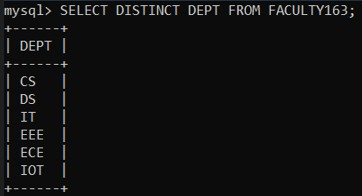 mysql> SELECT DISTINCT DEPT FROM FACULTY163;
+------+
| DEPT |
+------+
| CS   |
| DS   |
| IT   |
| EEE  |
| ECE  |
| IOT  |
+------+